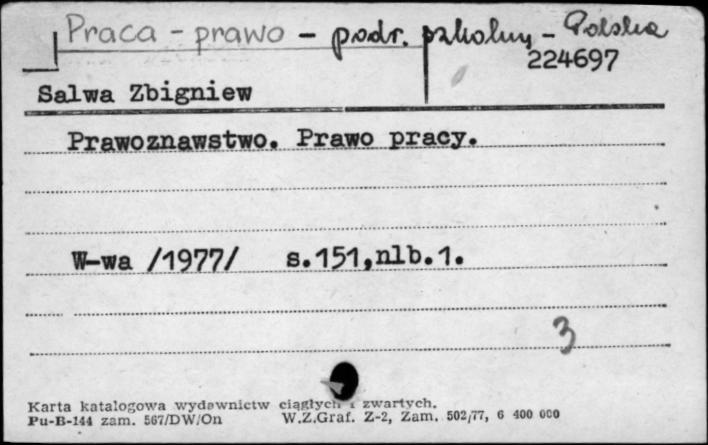 Praca - prawo - podr. szkolny - Polska
224697
Salwa Zbigniew
Prawoznawstwo. Prawo pracy.
W-wa /1977/ s.151,nlb.1.
3
Karta katalogowa wydawnictw ciągłych i zwartych.
Pu-B-144 zam. 567/DW/On W.Z.Graf. Z-2, Zam. 502/77, 6 400 000